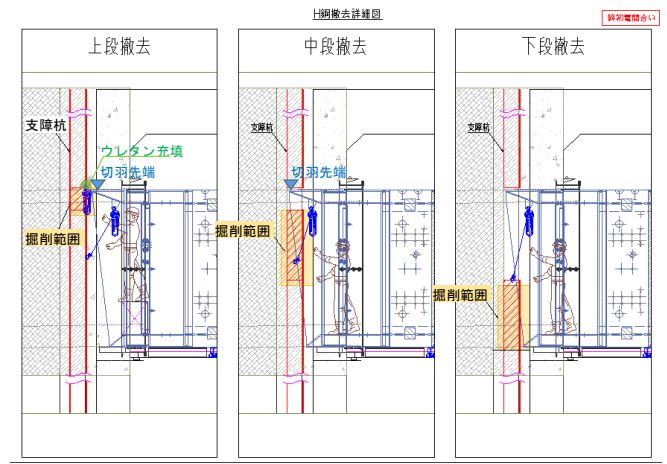 H鋼撤去詳細図
鉄初電間合い
上段撤去
中段撤去
下段撤去
支障杭
ウレタン充填
切羽先端
掘削範囲
支障杭
切羽先端
掘削範囲
支障杭
掘削範囲